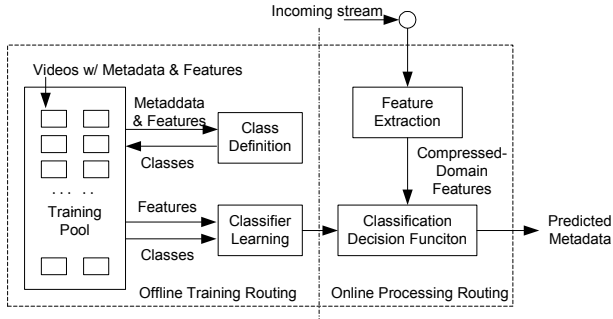 Incoming stream
Videos w/ Metadata & Features
Metaddata
& Features
Classes
Class
Definition
Feature
Extraction
Compressed-
Domain
Features
... ..
Training
Pool
Features
Classes
Classifier
Learning
Classification
Decision Funciton
Predicted
Metadata
Offline Training Routing
Online Processing Routing